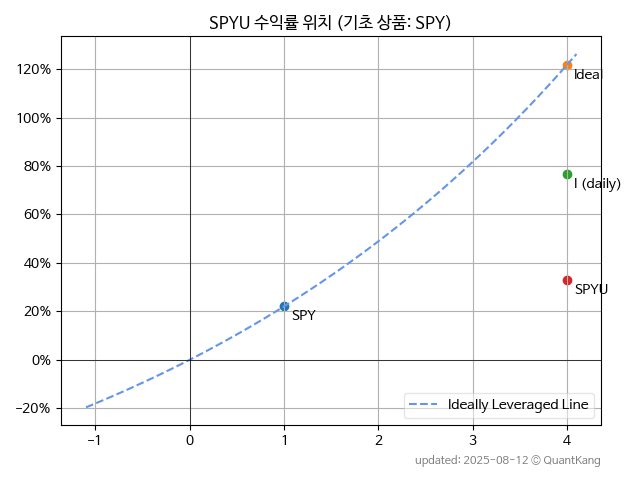 SPYU 수익률 위치 (기초 상품: SPY)
120%
Ideal
100%
80%
I (daily)
60%
40%
SPYU
20%
SPY
0%
−20%
Ideally Leveraged Line
−1 0 1 2 3 4
updated: 2025-08-12 © QuantKang